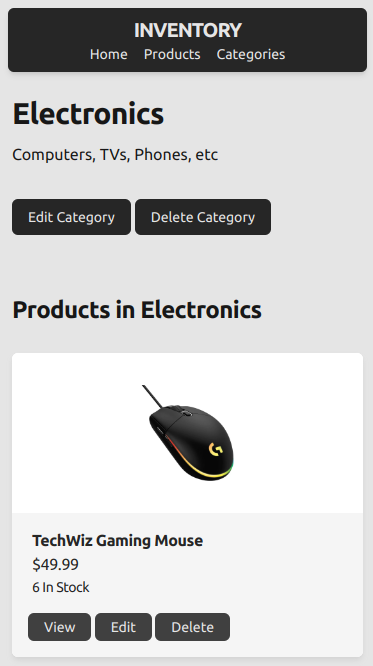 INVENTORY
Home Products Categories
Electronics
Computers, TVs, Phones, etc
Edit Category Delete Category
Products in Electronics
TechWiz Gaming Mouse
$49.99
6 In Stock
View Edit Delete